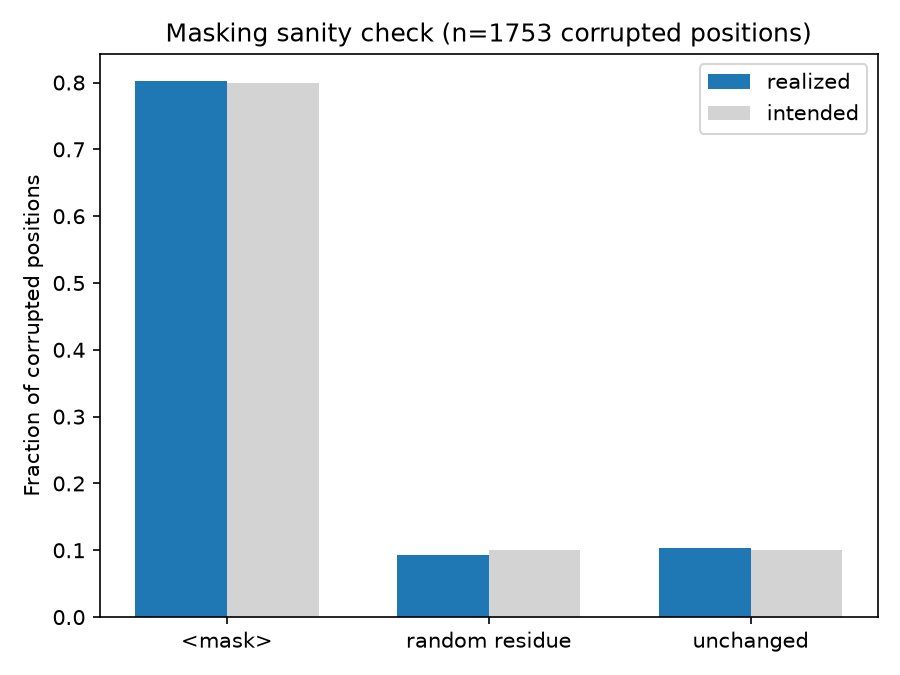 Masking sanity check (n=1753 corrupted positions)
realized
intended
Fraction of corrupted positions
0.8
0.7
0.6
0.5
0.4
0.3
0.2
0.1
0.0
<mask>
random residue
unchanged